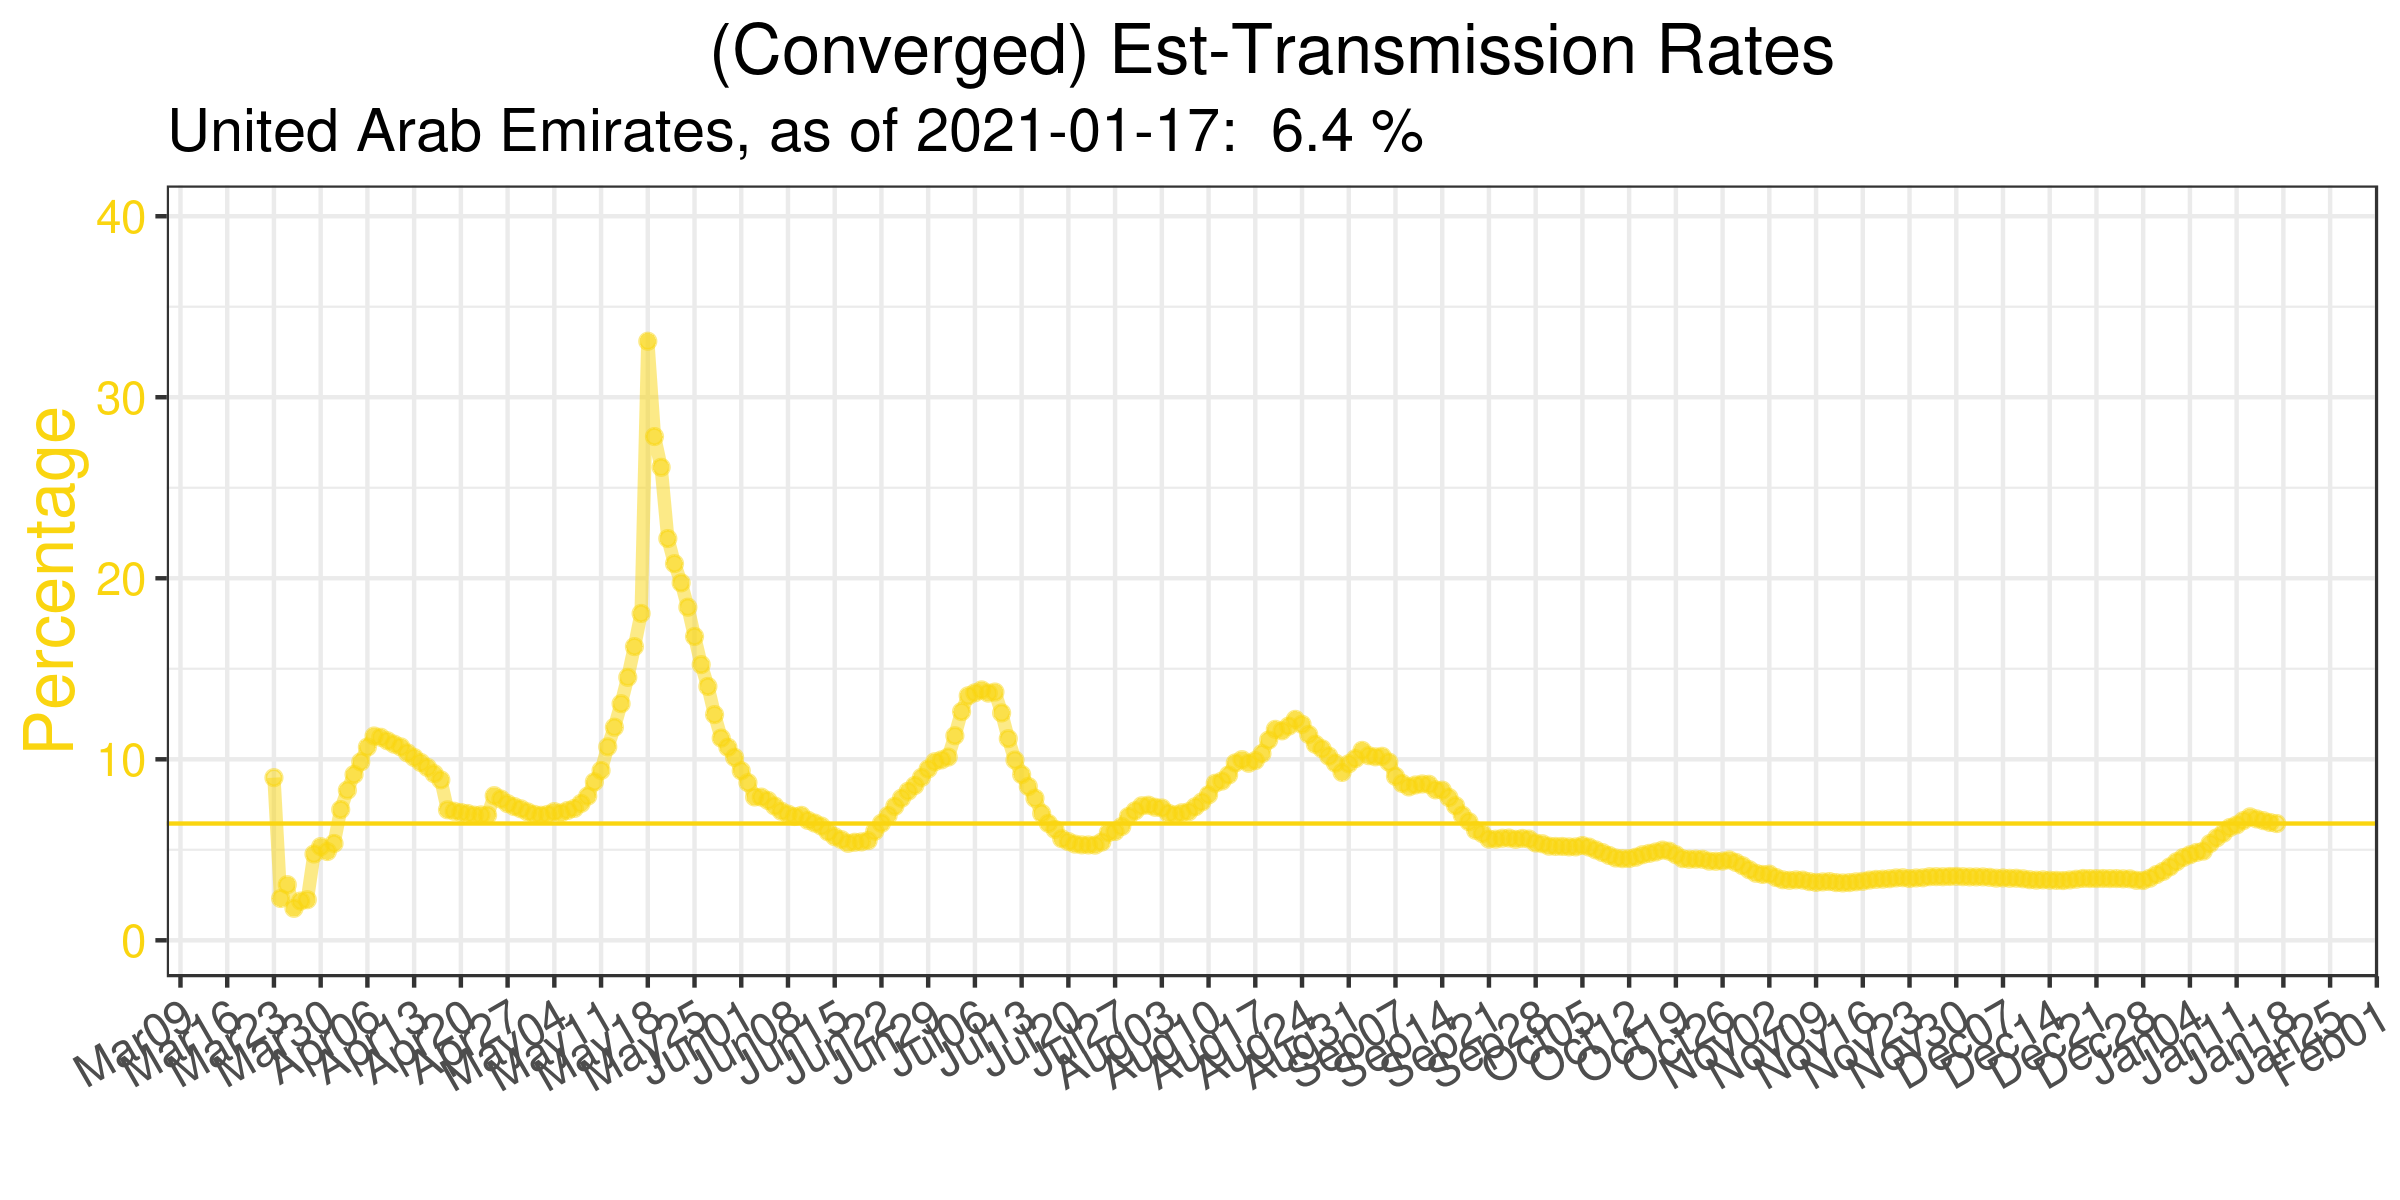 (Converged) Est-Transmission Rates
United Arab Emirates, as of 2021-01-17:  6.4 %
Percentage
40
30
20
10
0
Mar09
Mar16
Mar23
Mar30
Apr06
Apr13
Apr20
Apr27
May04
May11
May18
May25
Jun01
Jun08
Jun15
Jun22
Jun29
Jul06
Jul13
Jul20
Jul27
Aug03
Aug10
Aug17
Aug24
Aug31
Sep07
Sep14
Sep21
Sep28
Oct05
Oct12
Oct19
Oct26
Nov02
Nov09
Nov16
Nov23
Nov30
Dec07
Dec14
Dec21
Dec28
Jan04
Jan11
Jan18
Jan25
Feb01